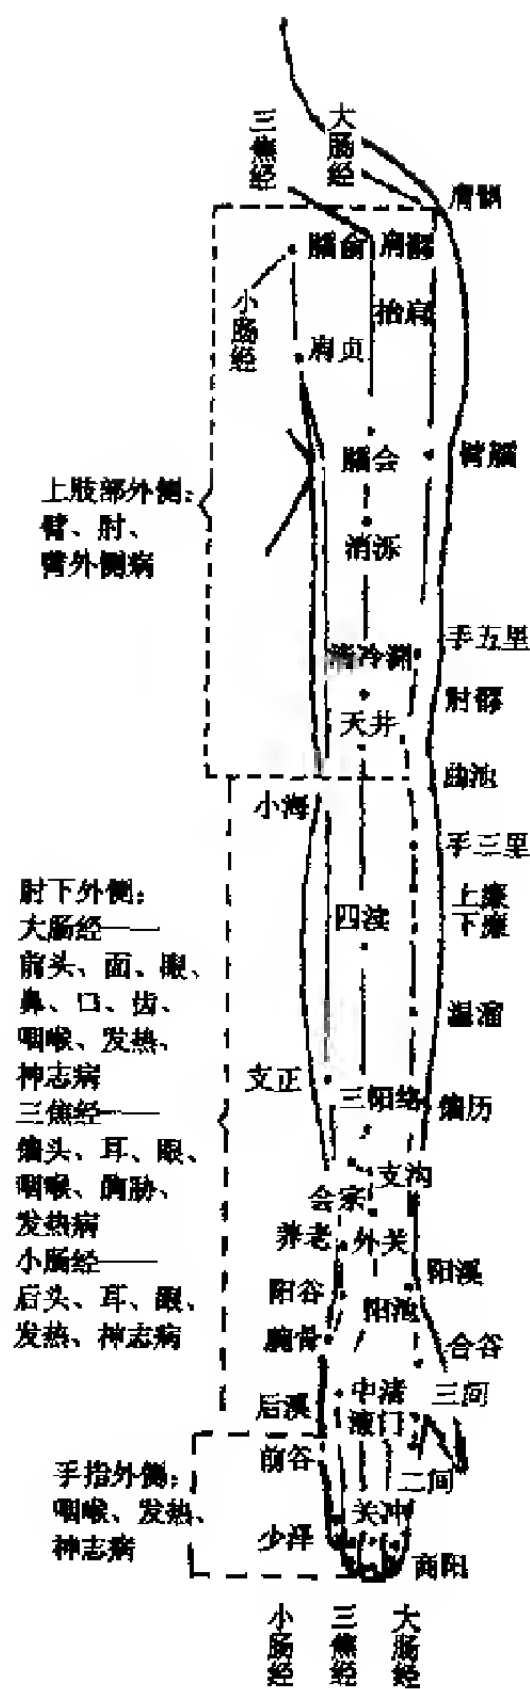 三焦经
大肠经
肩髃
臑俞
肩髎
小肠经
抬肩
肩贞
臑会
臂臑
上肢部外侧：
臂、肘、
臂外侧病
消泺
清冷渊
手五里
肘髎
天井
曲池
小海
手三里
肘下外侧：
大肠经——
前头、面、眼、
鼻、口、齿、
咽喉、发热、
神志病
三焦经——
偏头、耳、眼、
咽喉、胸胁、
发热病
小肠经——
后头、耳、眼、
发热、神志病
上廉
下廉
四渎
温溜
支正
三阳络
偏历
支沟
会宗
养老
外关
阳溪
阳谷
阳池
腕骨
合谷
中渚
三间
后溪
液门
前谷
二间
手指外侧：
咽喉、发热、
神志病
关冲
少泽
商阳
小肠经
三焦经
大肠经